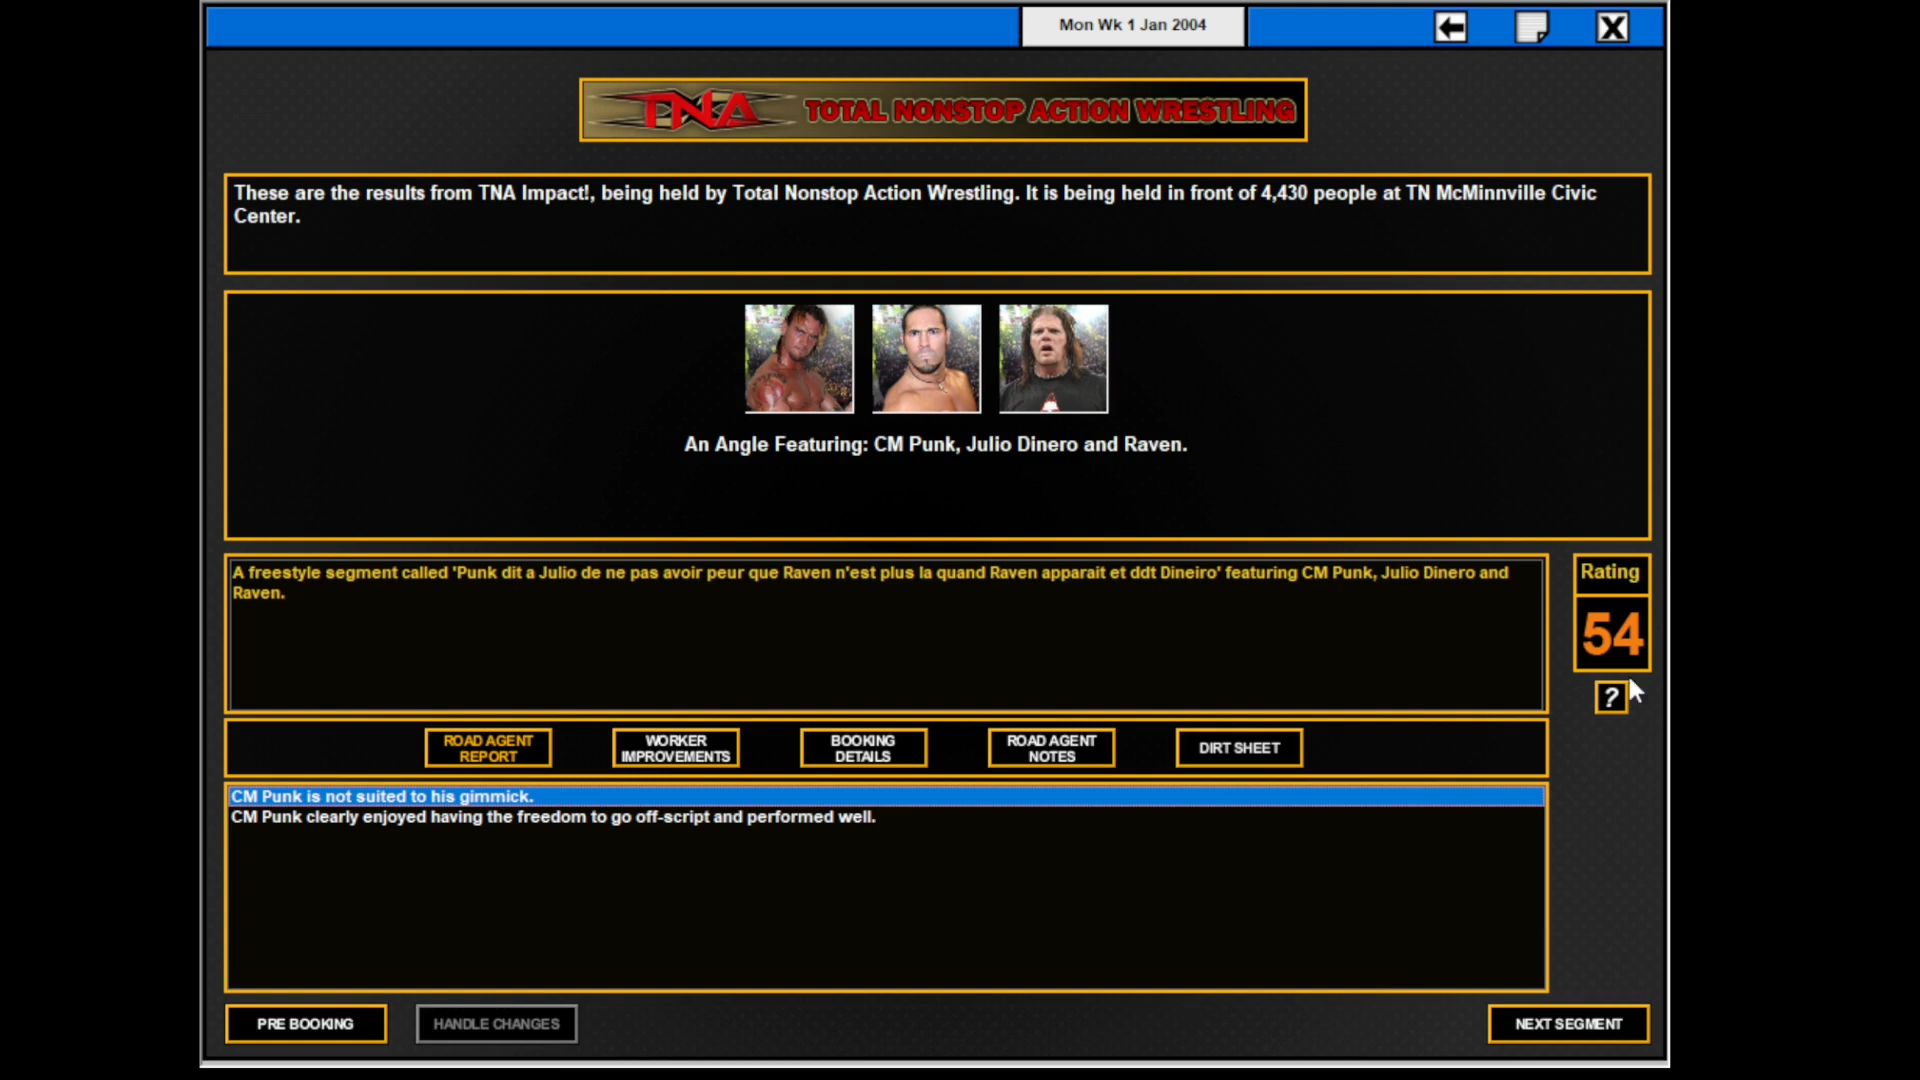 Mon Wk 1 Jan 2004
TNA TOTAL NONSTOP ACTION WRESTLING
These are the results from TNA Impact!, being held by Total Nonstop Action Wrestling. It is being held in front of 4,430 people at TN McMinnville Civic
Center.
An Angle Featuring: CM Punk, Julio Dinero and Raven.
A freestyle segment called 'Punk dit a Julio de ne pas avoir peur que Raven n'est plus la quand Raven apparait et ddt Dineiro' featuring CM Punk, Julio Dinero and
Raven.
Rating
54
?
ROAD AGENT
REPORT
WORKER
IMPROVEMENTS
BOOKING
DETAILS
ROAD AGENT
NOTES
DIRT SHEET
CM Punk is not suited to his gimmick.
CM Punk clearly enjoyed having the freedom to go off-script and performed well.
PRE BOOKING
HANDLE CHANGES
NEXT SEGMENT